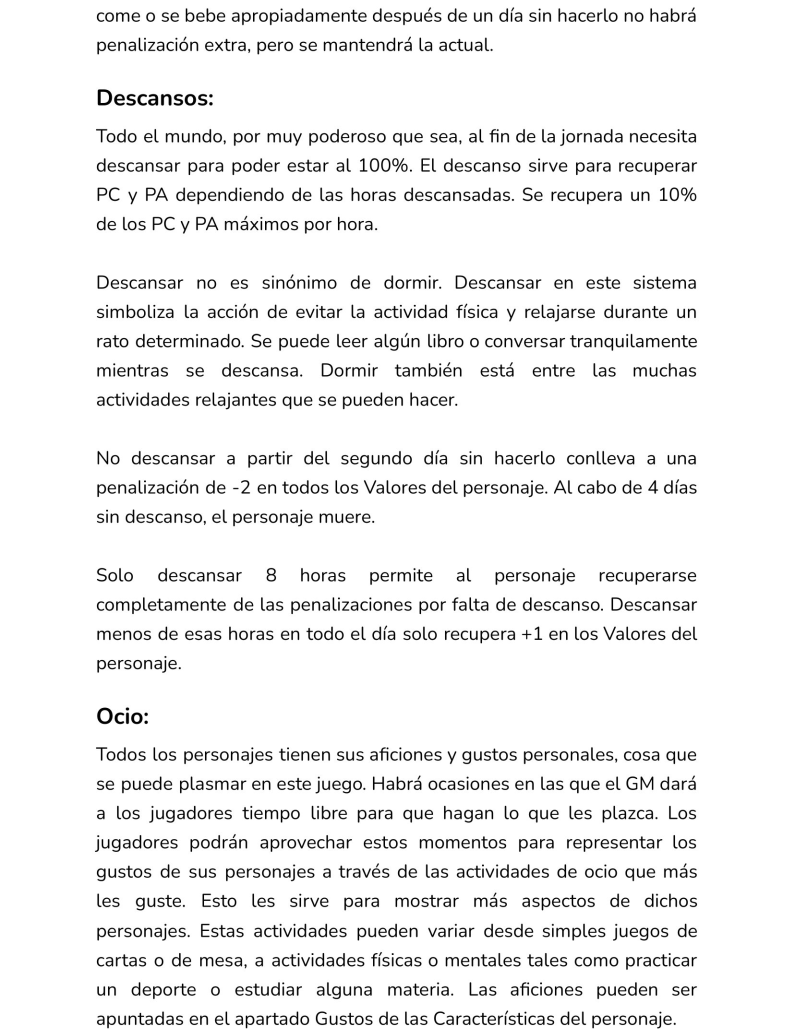 come o se bebe apropiadamente después de un día sin hacerlo no habrá
penalización extra, pero se mantendrá la actual.
Descansos:
Todo el mundo, por muy poderoso que sea, al fin de la jornada necesita
descansar para poder estar al 100%. El descanso sirve para recuperar
PC y PA dependiendo de las horas descansadas. Se recupera un 10%
de los PC y PA máximos por hora.
Descansar no es sinónimo de dormir. Descansar en este sistema
simboliza la acción de evitar la actividad física y relajarse durante un
rato determinado. Se puede leer algún libro o conversar tranquilamente
mientras se descansa. Dormir también está entre las muchas
actividades relajantes que se pueden hacer.
No descansar a partir del segundo día sin hacerlo conlleva a una
penalización de -2 en todos los Valores del personaje. Al cabo de 4 días
sin descanso, el personaje muere.
Solo descansar 8 horas permite al personaje recuperarse
completamente de las penalizaciones por falta de descanso. Descansar
menos de esas horas en todo el día solo recupera +1 en los Valores del
personaje.
Ocio:
Todos los personajes tienen sus aficiones y gustos personales, cosa que
se puede plasmar en este juego. Habrá ocasiones en las que el GM dará
a los jugadores tiempo libre para que hagan lo que les plazca. Los
jugadores podrán aprovechar estos momentos para representar los
gustos de sus personajes a través de las actividades de ocio que más
les guste. Esto les sirve para mostrar más aspectos de dichos
personajes. Estas actividades pueden variar desde simples juegos de
cartas o de mesa, a actividades físicas o mentales tales como practicar
un deporte o estudiar alguna materia. Las aficiones pueden ser
apuntadas en el apartado Gustos de las Características del personaje.